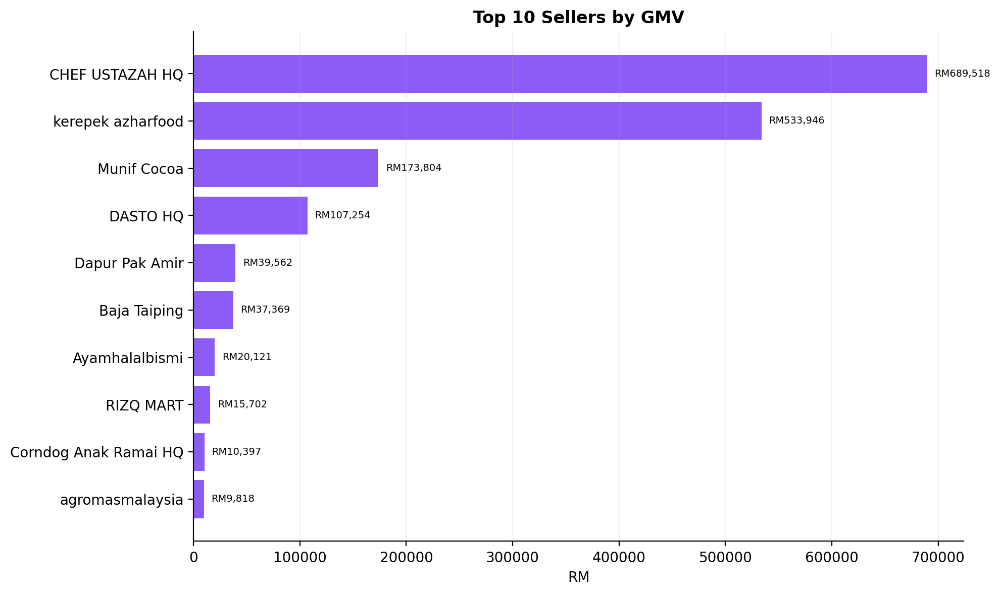 Top 10 Sellers by GMV
CHEF USTAZAH HQ RM689,518
kerepek azharfood RM533,946
Munif Cocoa RM173,804
DASTO HQ RM107,254
Dapur Pak Amir RM39,562
Baja Taiping RM37,369
Ayamhalalbismi RM20,121
RIZQ MART RM15,702
Corndog Anak Ramai HQ RM10,397
agromasmalaysia RM9,818
0 100000 200000 300000 400000 500000 600000 700000
RM